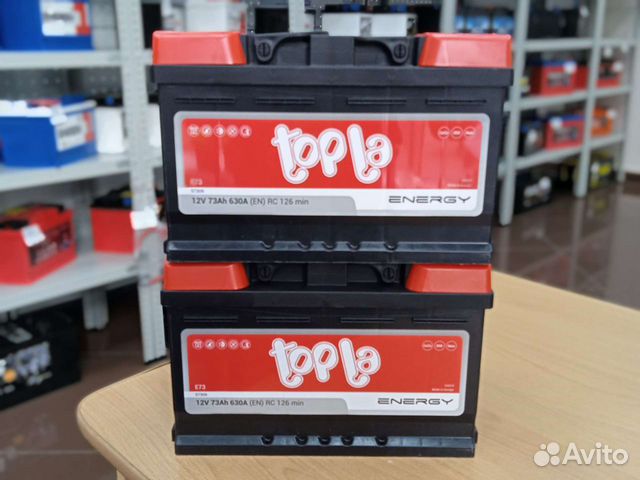 topla
E73
12V 73Ah 630A (EN) RC 126 min
ENERGY
topla
E73
12V 73Ah 630A (EN) RC 126 min
ENERGY
Avito